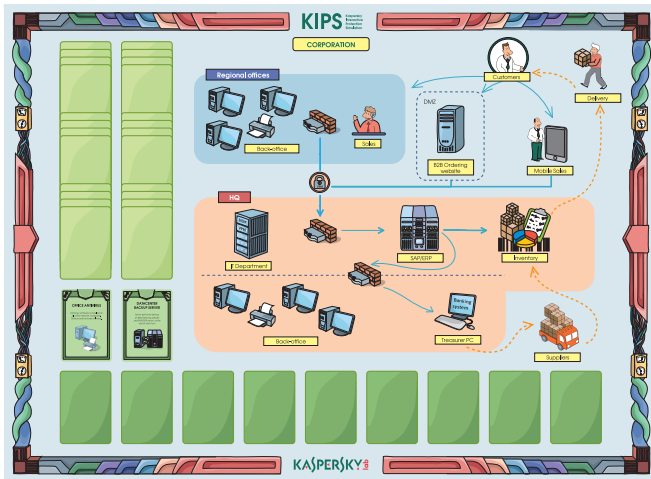 KIPS Kaspersky
Interactive
Protection
Simulation
CORPORATION
Regional offices
Customers
Delivery
DMZ
Back-office
Sales
B2B Ordering
website
Mobile Sales
HQ
IT Department
SAP/ERP
Inventory
Banking
system
Back-office
Treasurer PC
Suppliers
OFFICE ANTIVIRUS
DATACENTER
BACKUP SERVER
KASPERSKY lab